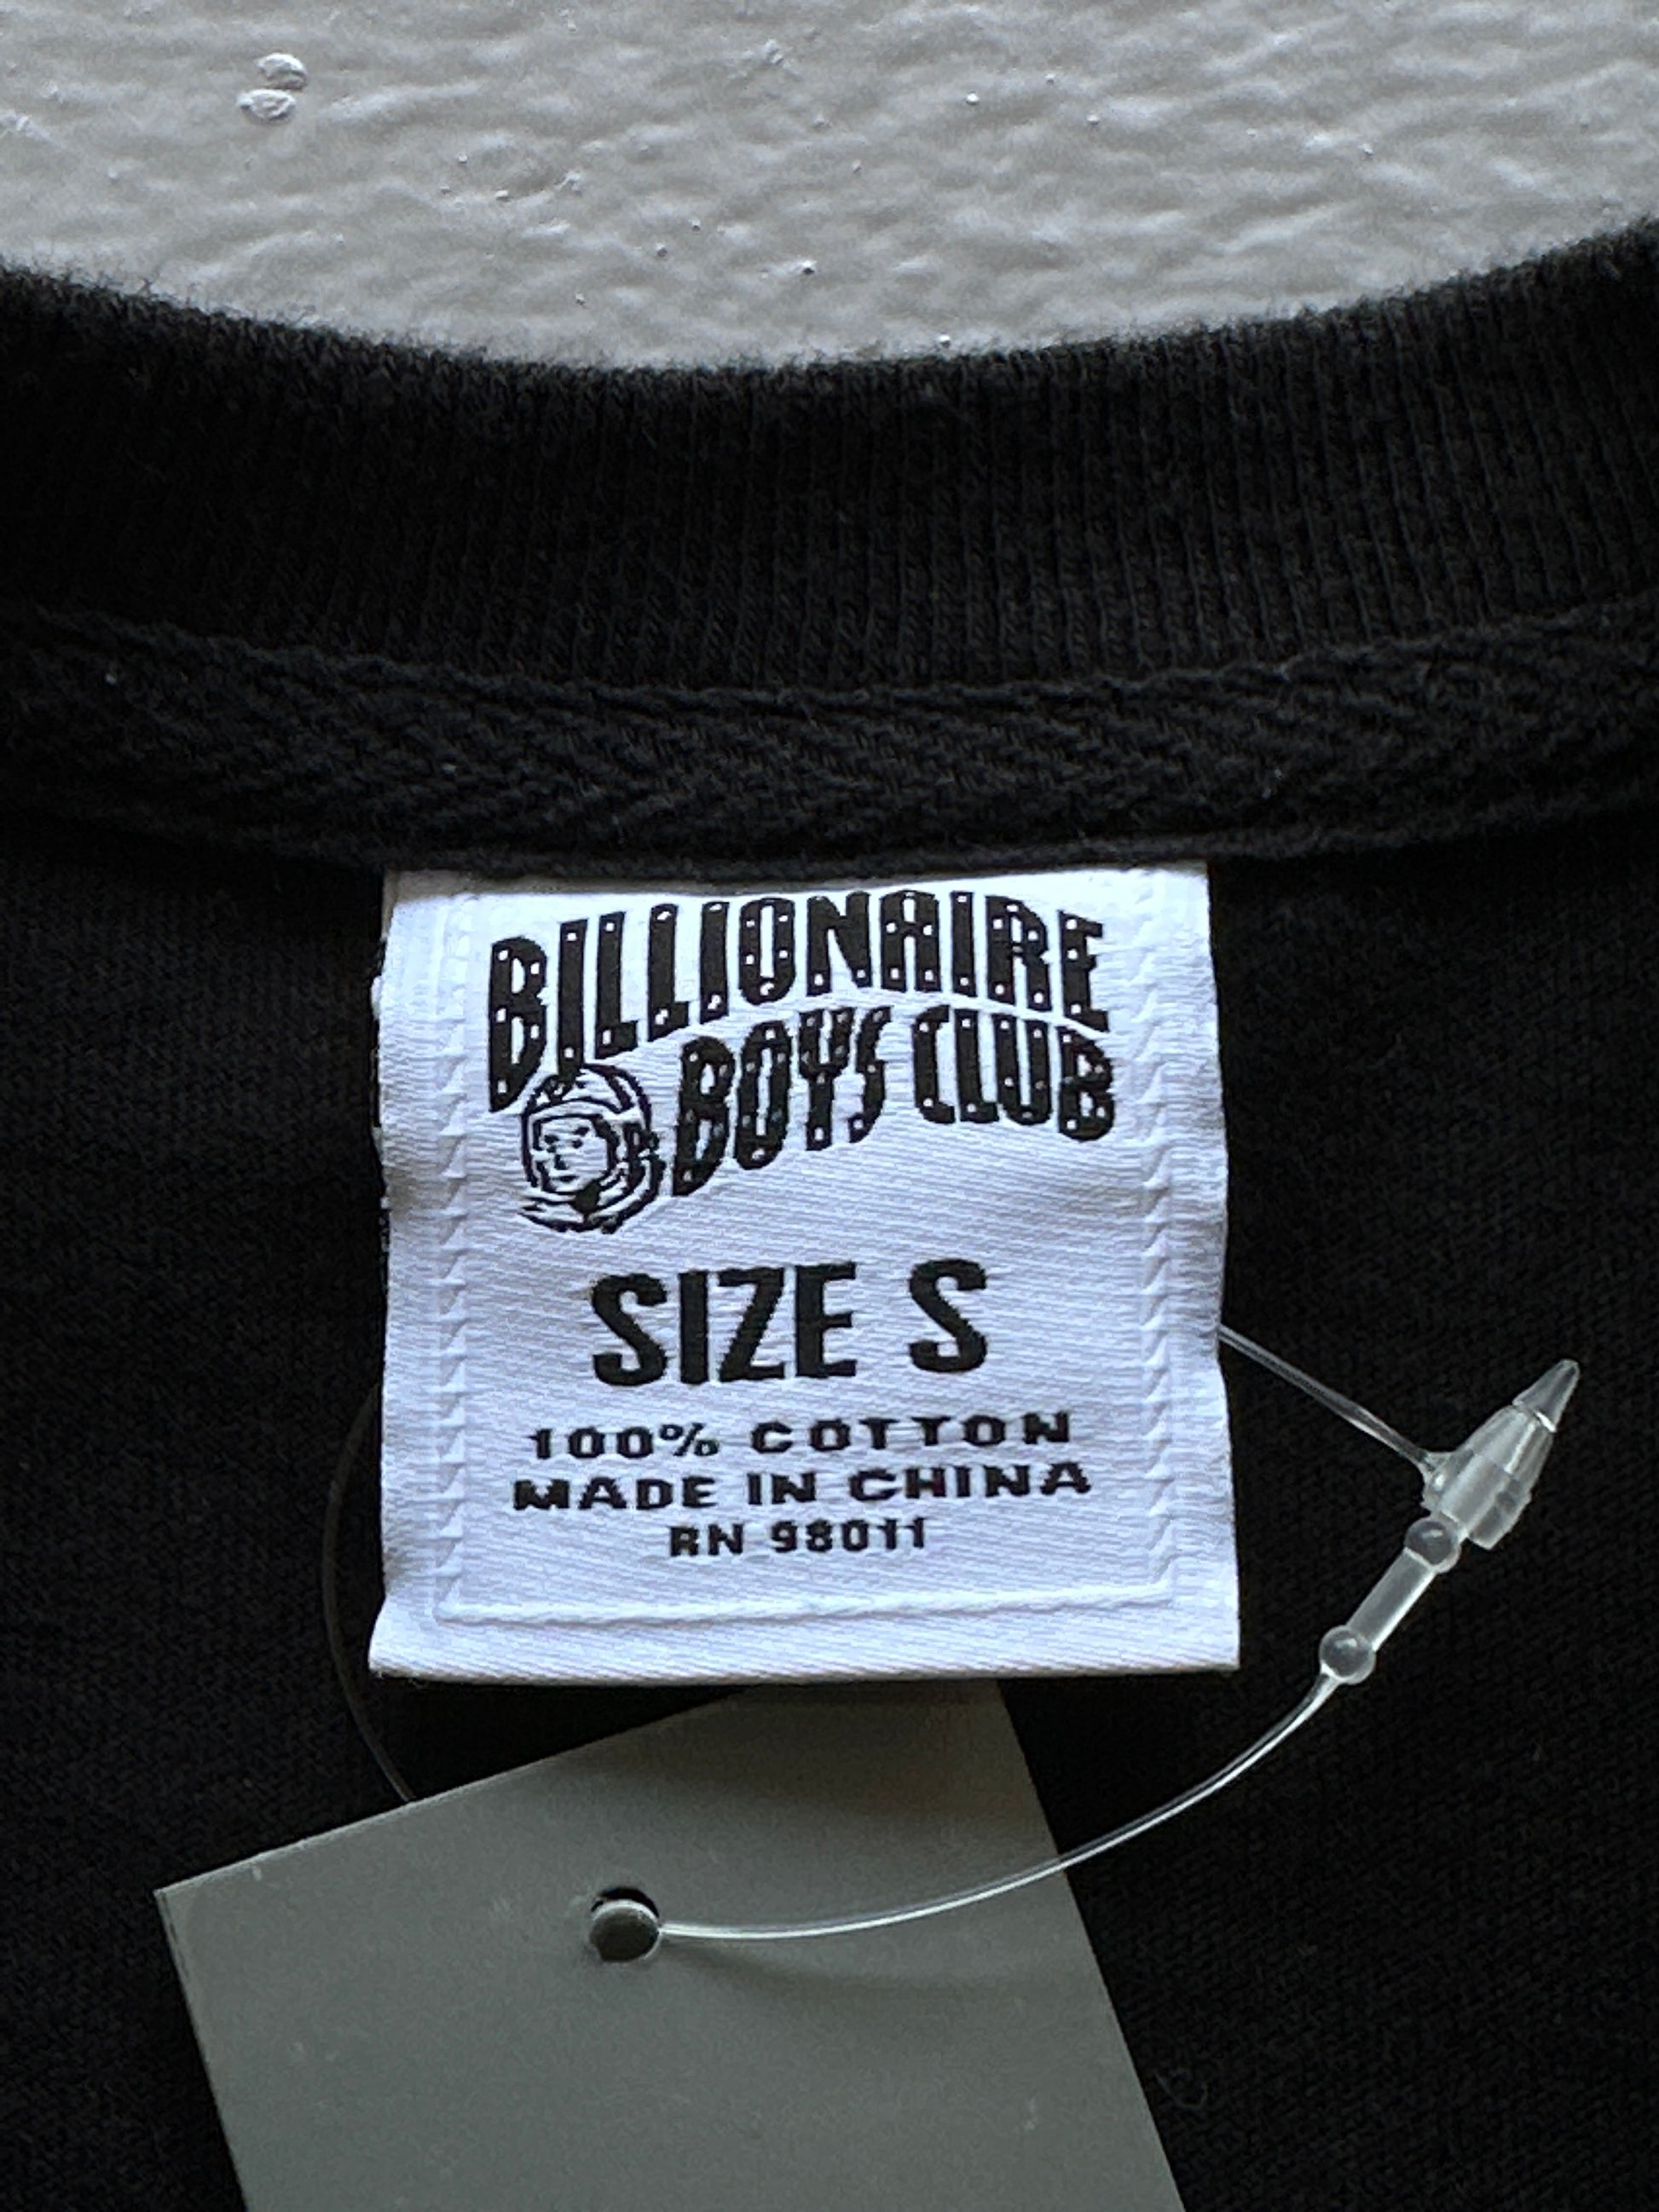 BILLIONAIRE
BOYS CLUB
SIZE S
100% COTTON
MADE IN CHINA
RN 98011